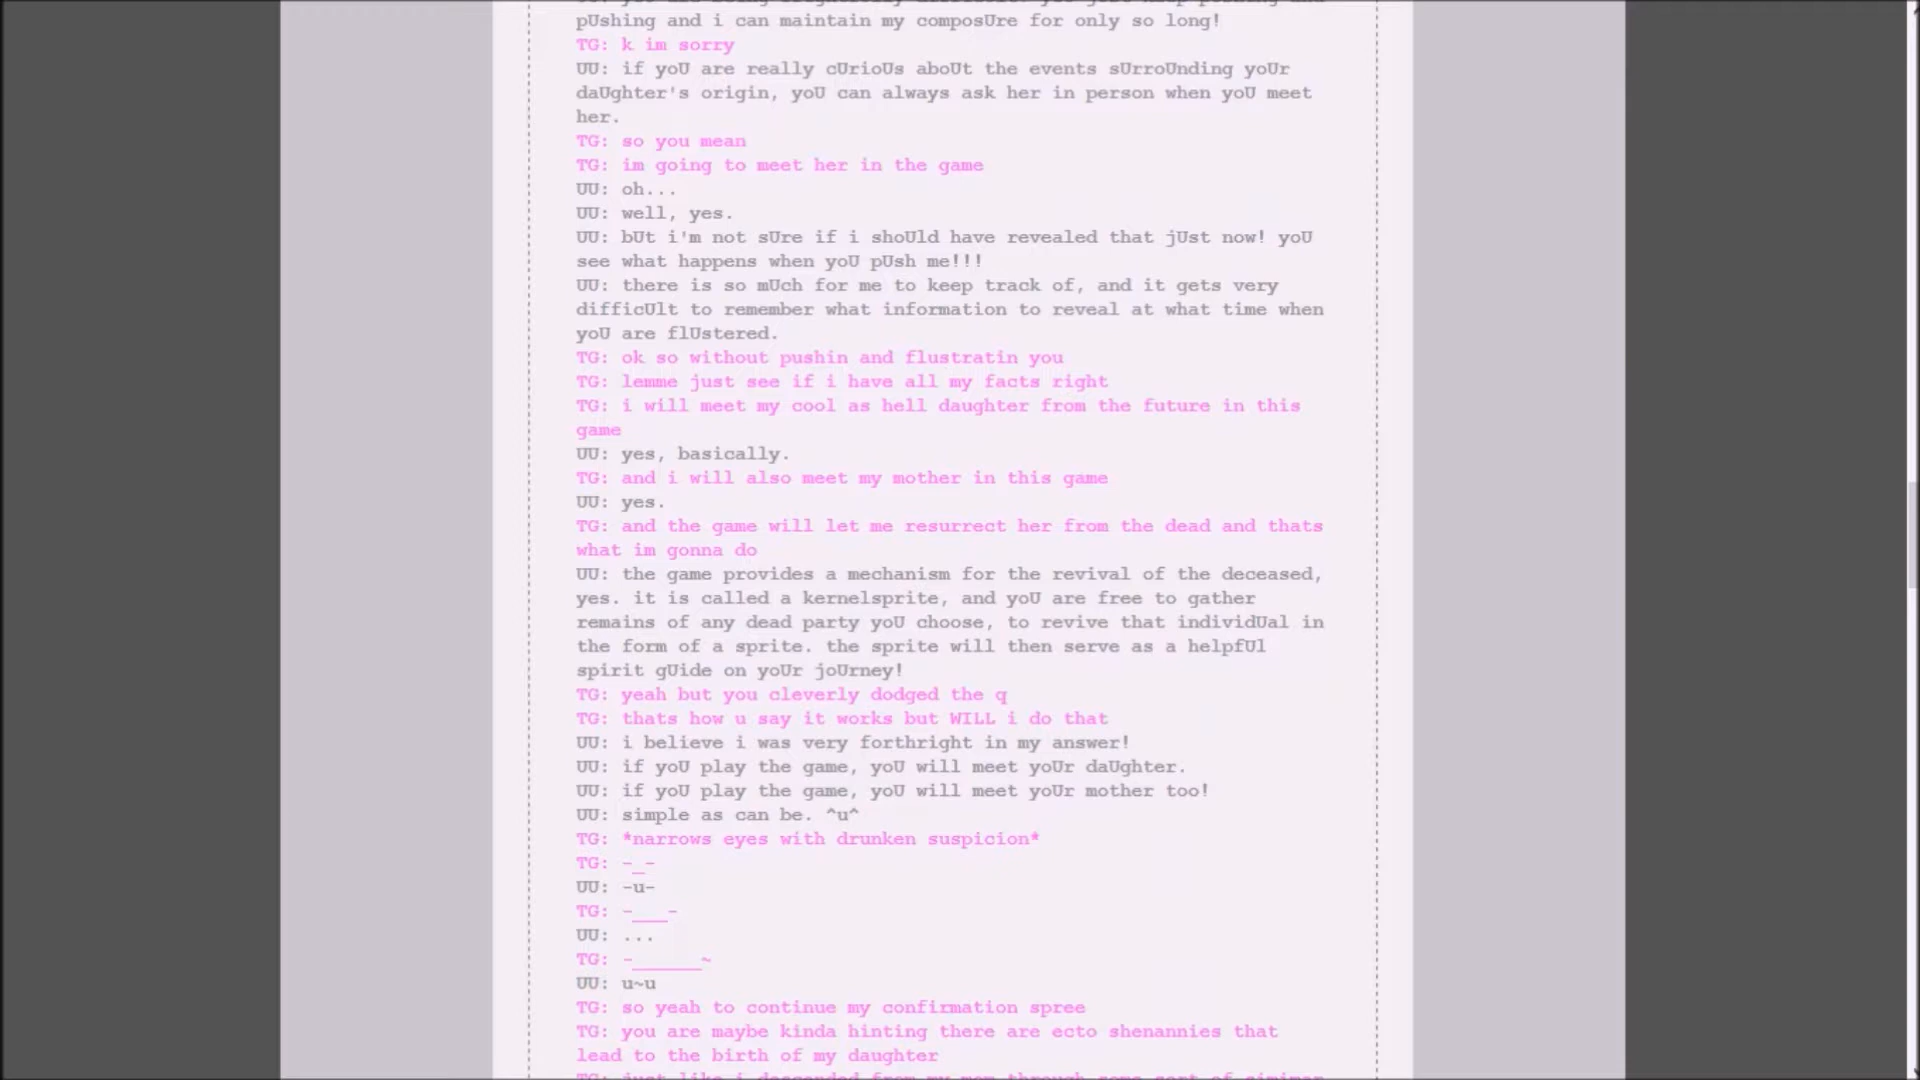 pUshing and i can maintain my composUre for only so long!
TG: k im sorry
UU: if yoU are really cUrioUs aboUt the events sUrroUnding yoUr
daUghter's origin, yoU can always ask her in person when yoU meet
her.
TG: so you mean
TG: im going to meet her in the game
UU: oh...
UU: well, yes.
UU: bUt i'm not sUre if i shoUld have revealed that jUst now! yoU
see what happens when yoU pUsh me!!!
UU: there is so mUch for me to keep track of, and it gets very
difficUlt to remember what information to reveal at what time when
yoU are flUstered.
TG: ok so without pushin and flustratin you
TG: lemme just see if i have all my facts right
TG: i will meet my cool as hell daughter from the future in this
game
UU: yes, basically.
TG: and i will also meet my mother in this game
UU: yes.
TG: and the game will let me resurrect her from the dead and thats
what im gonna do
UU: the game provides a mechanism for the revival of the deceased,
yes. it is called a kernelsprite, and yoU are free to gather
remains of any dead party yoU choose, to revive that individUal in
the form of a sprite. the sprite will then serve as a helpfUl
spirit gUide on yoUr joUrney!
TG: yeah but you cleverly dodged the q
TG: thats how u say it works but WILL i do that
UU: i believe i was very forthright in my answer!
UU: if yoU play the game, yoU will meet yoUr daUghter.
UU: if yoU play the game, yoU will meet yoUr mother too!
UU: simple as can be. ^u^
TG: *narrows eyes with drunken suspicion*
TG: -_-
UU: -u-
TG: -___-
UU: ...
TG: -______~
UU: u~u
TG: so yeah to continue my confirmation spree
TG: you are maybe kinda hinting there are ecto shenannies that
lead to the birth of my daughter
TG: just like i descended from my mom through some sort of